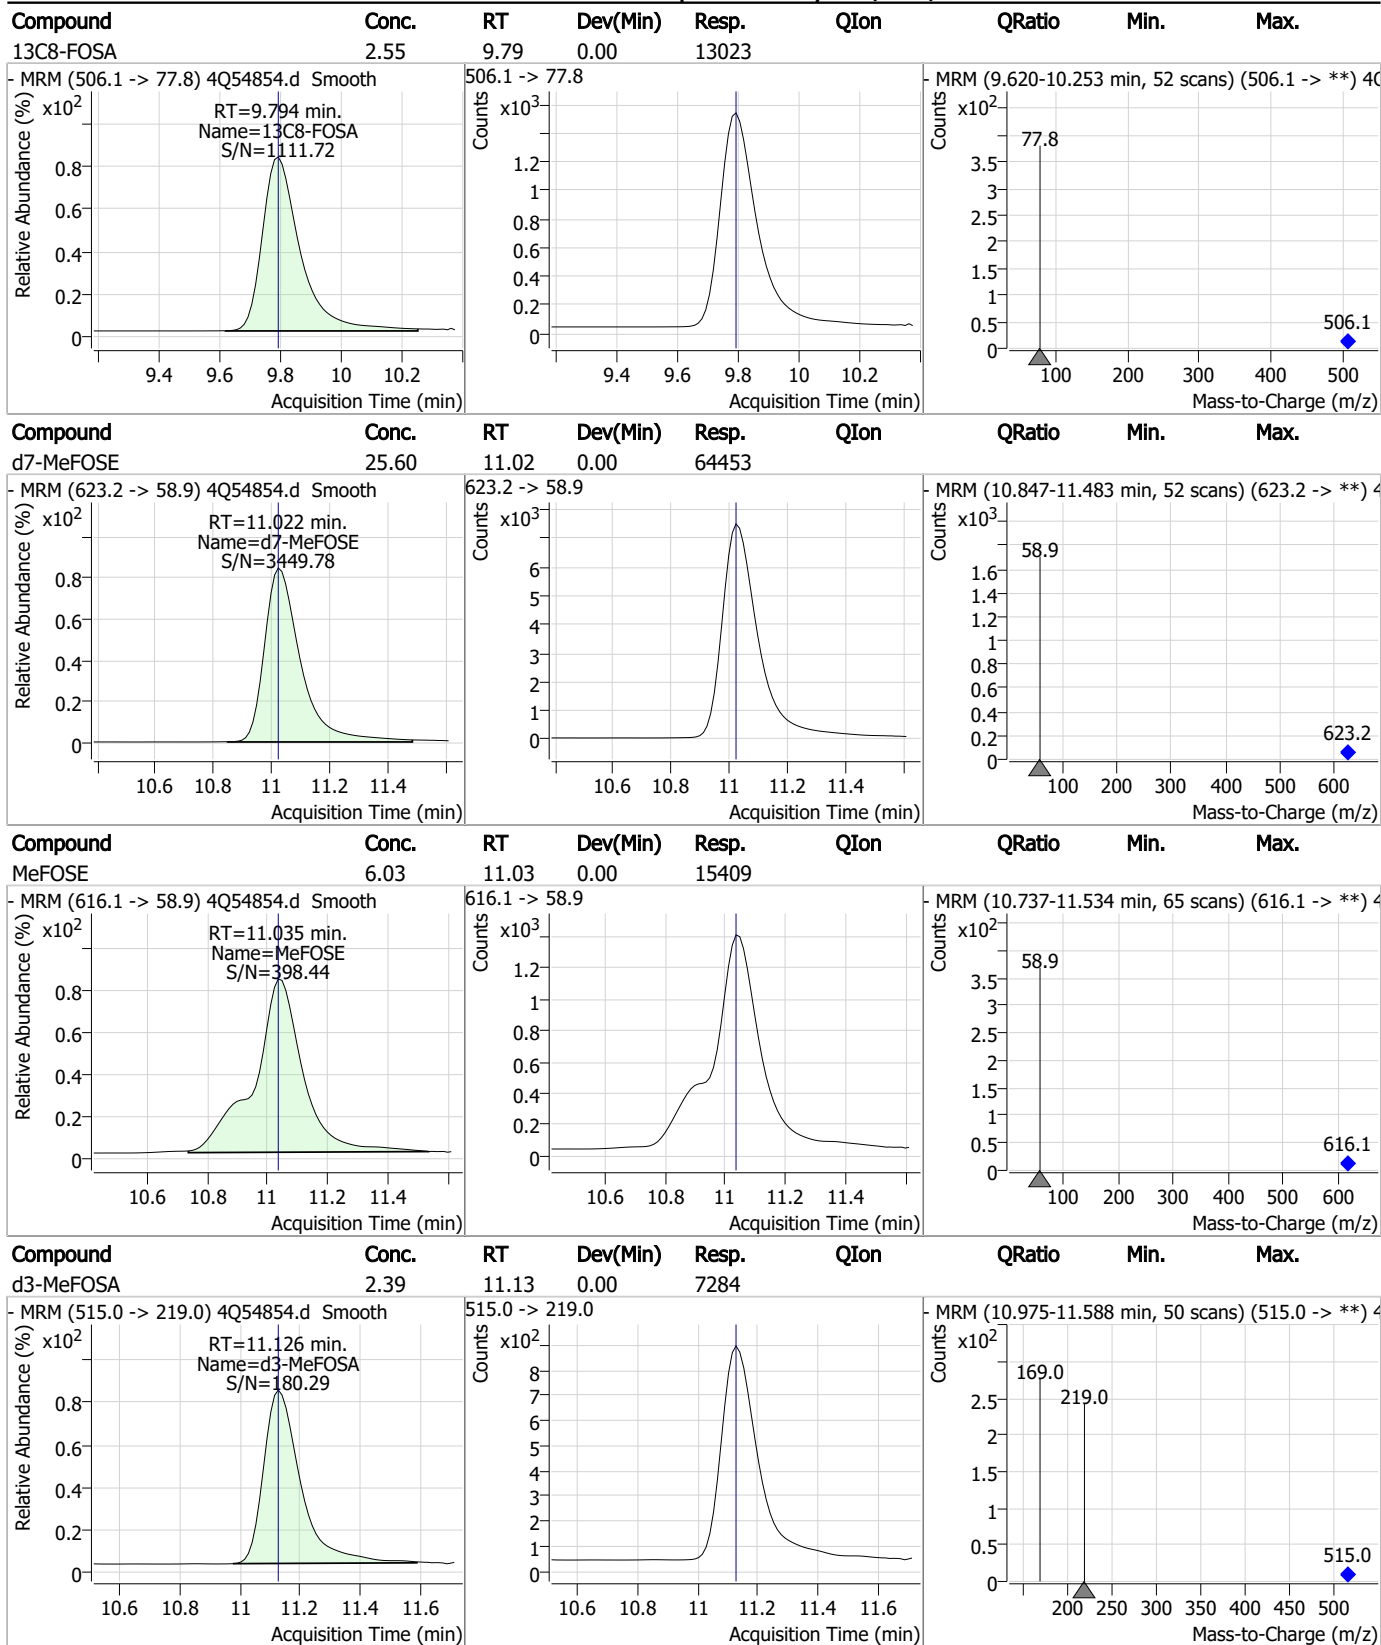 Compound Conc. RT Dev(Min) Resp. QIon QRatio Min. Max.
13C8-FOSA 2.55 9.79 0.00 13023
- MRM (506.1 -> 77.8) 4Q54854.d Smooth
x102
RT=9.794 min.
Name=13C8-FOSA
S/N=1111.72
Relative Abundance (%)
0.8
0.6
0.4
0.2
0
9.4 9.6 9.8 10 10.2
Acquisition Time (min)
506.1 -> 77.8
Counts
x103
1.2
1
0.8
0.6
0.4
0.2
0
9.4 9.6 9.8 10 10.2
Acquisition Time (min)
- MRM (9.620-10.253 min, 52 scans) (506.1 -> **) 4Q
Counts
x102
77.8
3.5
3
2.5
2
1.5
1
0.5
0
506.1
100 200 300 400 500
Mass-to-Charge (m/z)
Compound Conc. RT Dev(Min) Resp. QIon QRatio Min. Max.
d7-MeFOSE 25.60 11.02 0.00 64453
- MRM (623.2 -> 58.9) 4Q54854.d Smooth
x102
RT=11.022 min.
Name=d7-MeFOSE
S/N=3449.78
Relative Abundance (%)
0.8
0.6
0.4
0.2
0
10.6 10.8 11 11.2 11.4
Acquisition Time (min)
623.2 -> 58.9
Counts
x103
6
5
4
3
2
1
0
10.6 10.8 11 11.2 11.4
Acquisition Time (min)
- MRM (10.847-11.483 min, 52 scans) (623.2 -> **) 4
Counts
x103
58.9
1.6
1.4
1.2
1
0.8
0.6
0.4
0.2
0
623.2
100 200 300 400 500 600
Mass-to-Charge (m/z)
Compound Conc. RT Dev(Min) Resp. QIon QRatio Min. Max.
MeFOSE 6.03 11.03 0.00 15409
- MRM (616.1 -> 58.9) 4Q54854.d Smooth
x102
RT=11.035 min.
Name=MeFOSE
S/N=398.44
Relative Abundance (%)
0.8
0.6
0.4
0.2
0
10.6 10.8 11 11.2 11.4
Acquisition Time (min)
616.1 -> 58.9
Counts
x103
1.2
1
0.8
0.6
0.4
0.2
0
10.6 10.8 11 11.2 11.4
Acquisition Time (min)
- MRM (10.737-11.534 min, 65 scans) (616.1 -> **) 4
Counts
x102
58.9
3.5
3
2.5
2
1.5
1
0.5
0
616.1
100 200 300 400 500 600
Mass-to-Charge (m/z)
Compound Conc. RT Dev(Min) Resp. QIon QRatio Min. Max.
d3-MeFOSA 2.39 11.13 0.00 7284
- MRM (515.0 -> 219.0) 4Q54854.d Smooth
x102
RT=11.126 min.
Name=d3-MeFOSA
S/N=180.29
Relative Abundance (%)
0.8
0.6
0.4
0.2
0
10.6 10.8 11 11.2 11.4 11.6
Acquisition Time (min)
515.0 -> 219.0
Counts
x102
8
7
6
5
4
3
2
1
0
10.6 10.8 11 11.2 11.4 11.6
Acquisition Time (min)
- MRM (10.975-11.588 min, 50 scans) (515.0 -> **) 4
Counts
x102
169.0
219.0
2.5
2
1.5
1
0.5
0
515.0
200 250 300 350 400 450 500
Mass-to-Charge (m/z)